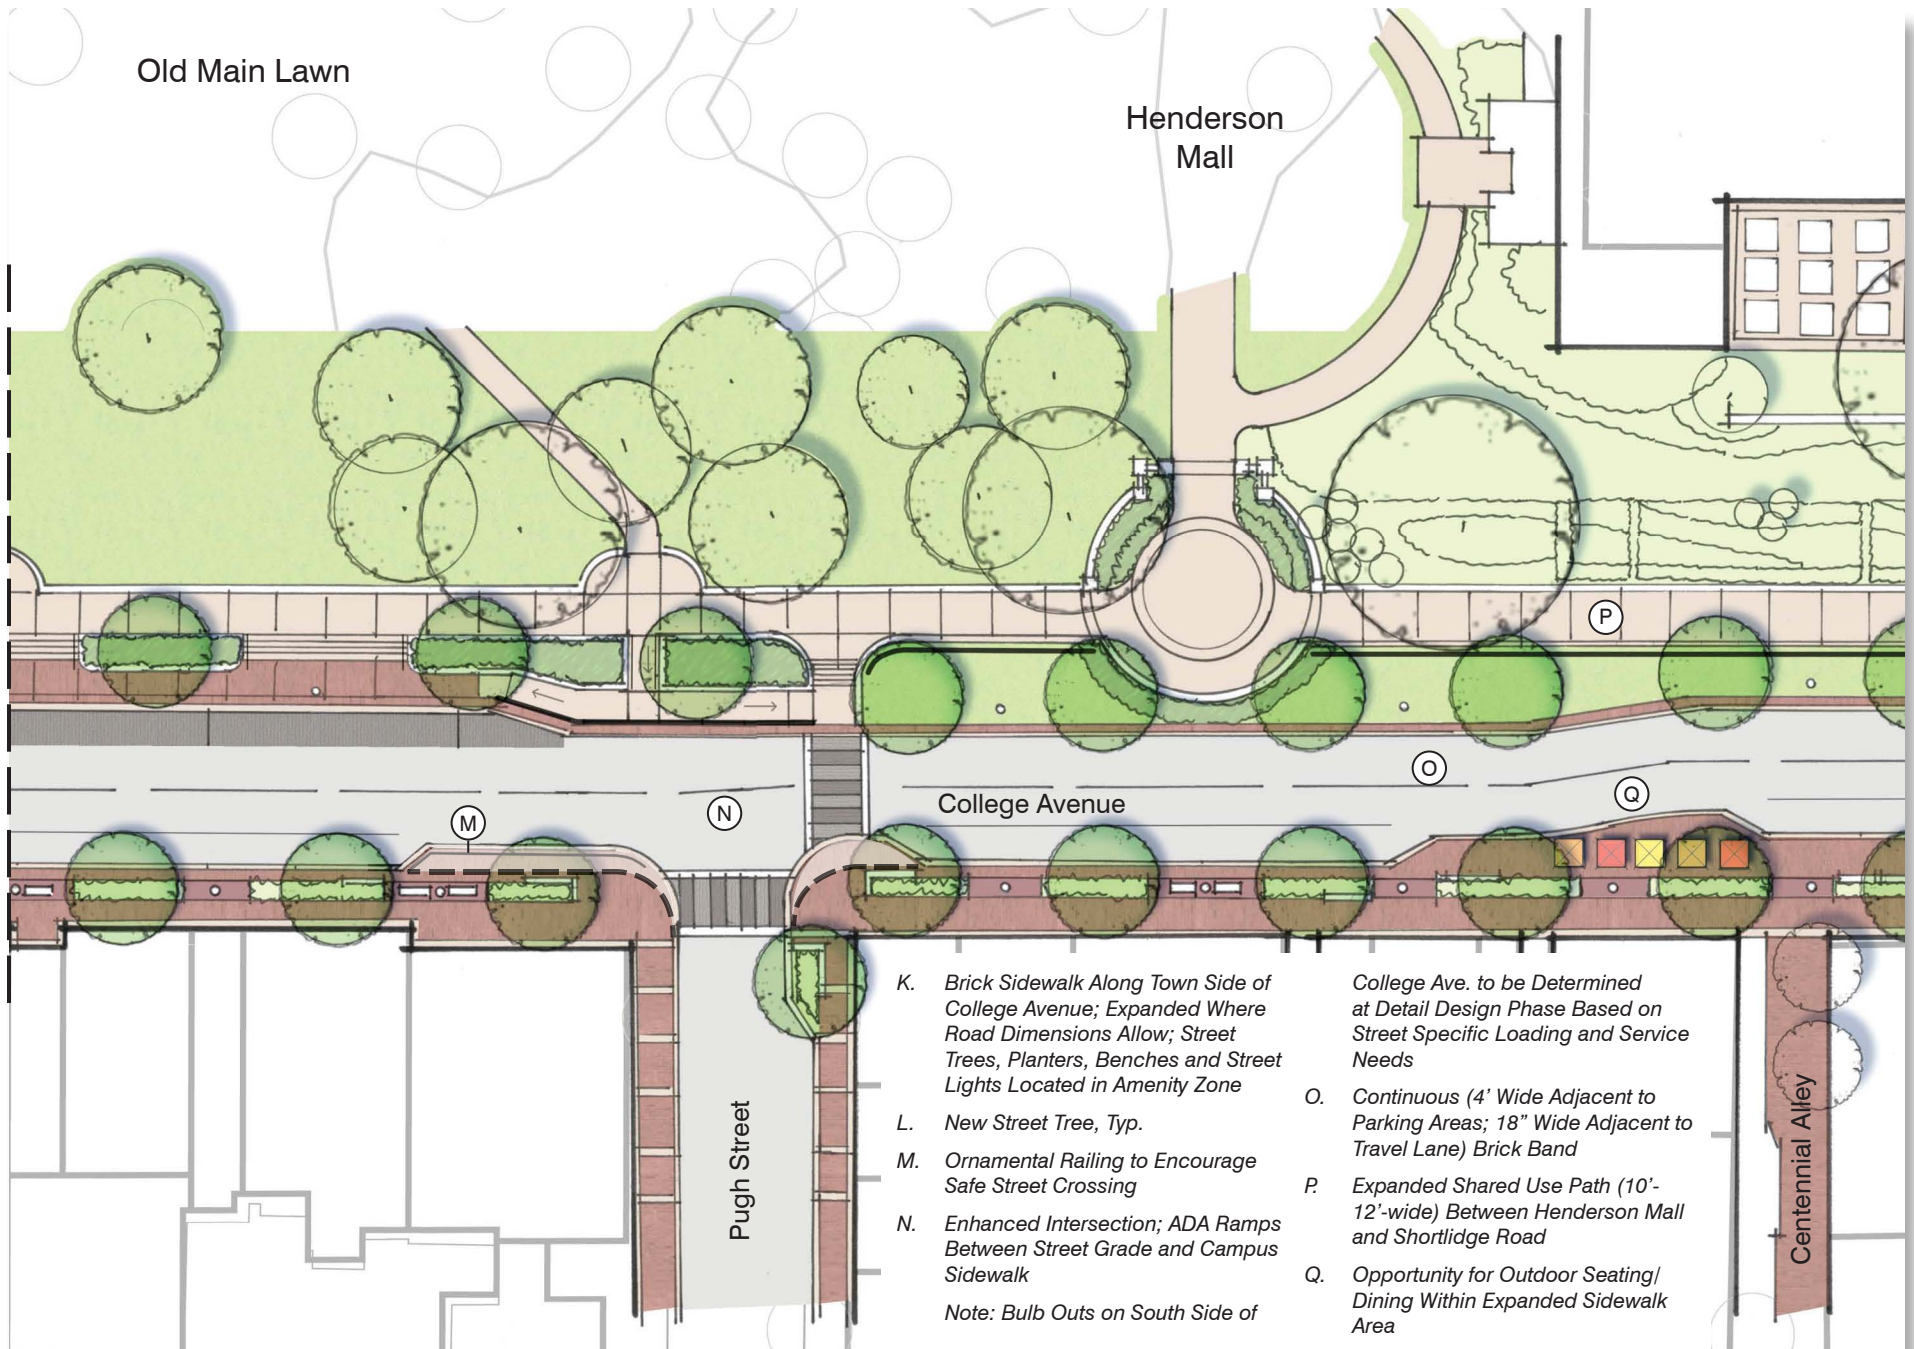 Old Main Lawn
Henderson
Mall
P
O
Q
College Avenue
N
M
Pugh Street
Centennial Alley
K. Brick Sidewalk Along Town Side of
College Avenue; Expanded Where
Road Dimensions Allow; Street
Trees, Planters, Benches and Street
Lights Located in Amenity Zone
L. New Street Tree, Typ.
M. Ornamental Railing to Encourage
Safe Street Crossing
N. Enhanced Intersection; ADA Ramps
Between Street Grade and Campus
Sidewalk
Note: Bulb Outs on South Side of
College Ave. to be Determined
at Detail Design Phase Based on
Street Specific Loading and Service
Needs
O. Continuous (4’ Wide Adjacent to
Parking Areas; 18” Wide Adjacent to
Travel Lane) Brick Band
P. Expanded Shared Use Path (10’-
12’-wide) Between Henderson Mall
and Shortlidge Road
Q. Opportunity for Outdoor Seating/
Dining Within Expanded Sidewalk
Area